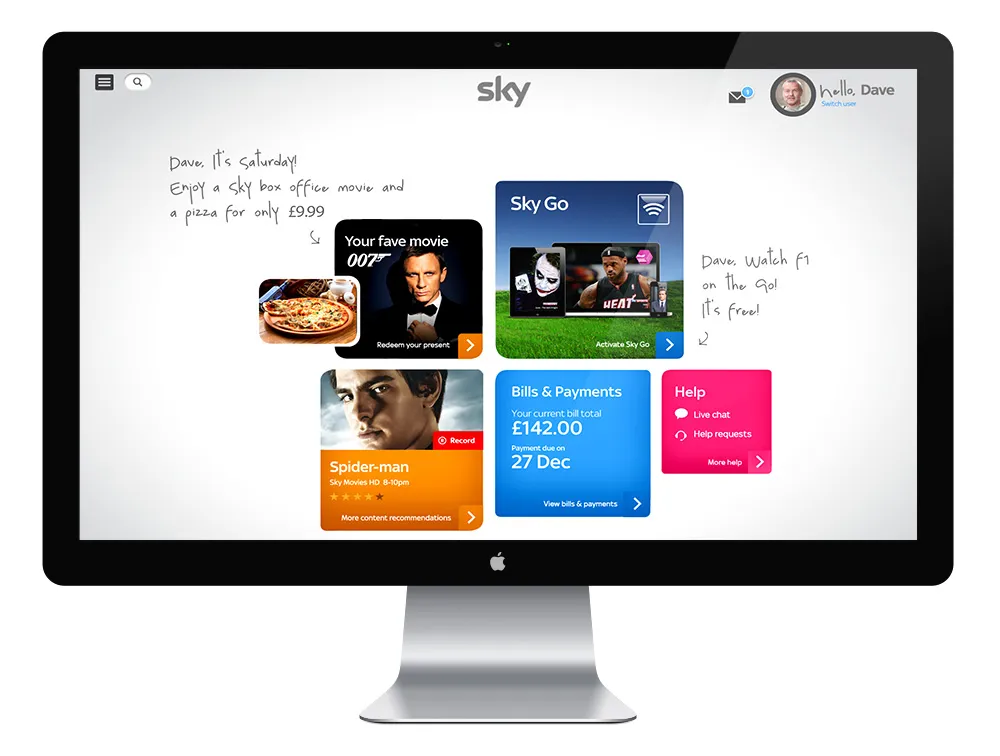 sky
1
hello, Dave
Switch user
Dave, It's Saturday!
Enjoy a sky box office movie and
a pizza for only £9.99
Your fave movie
007
Redeem your present
Sky Go
HEAT
Activate Sky Go
Dave, Watch F1
on the Go!
It's free!
Record
Spider-man
Sky Movies HD 8-10pm
More content recommendations
Bills & Payments
Your current bill total
£142.00
Payment due on
27 Dec
View bills & payments
Help
Live chat
Help requests
More help